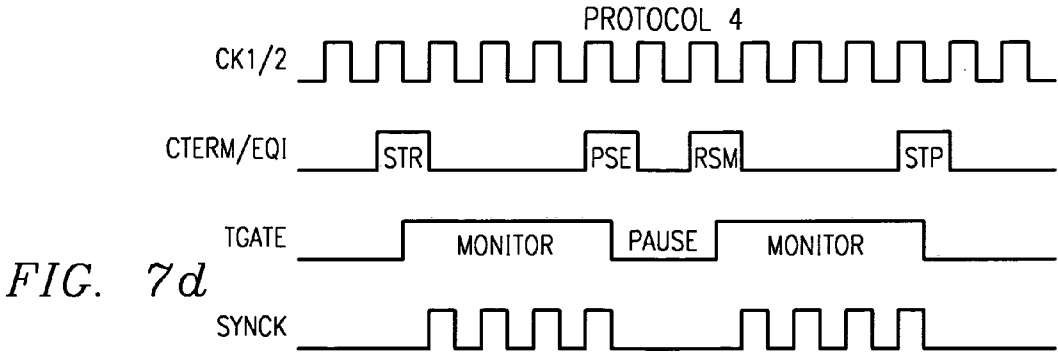 PROTOCOL 4
CK1/2
CTERM/EQI STR PSE RSM STP
TGATE MONITOR PAUSE MONITOR
FIG. 7d
SYNCK